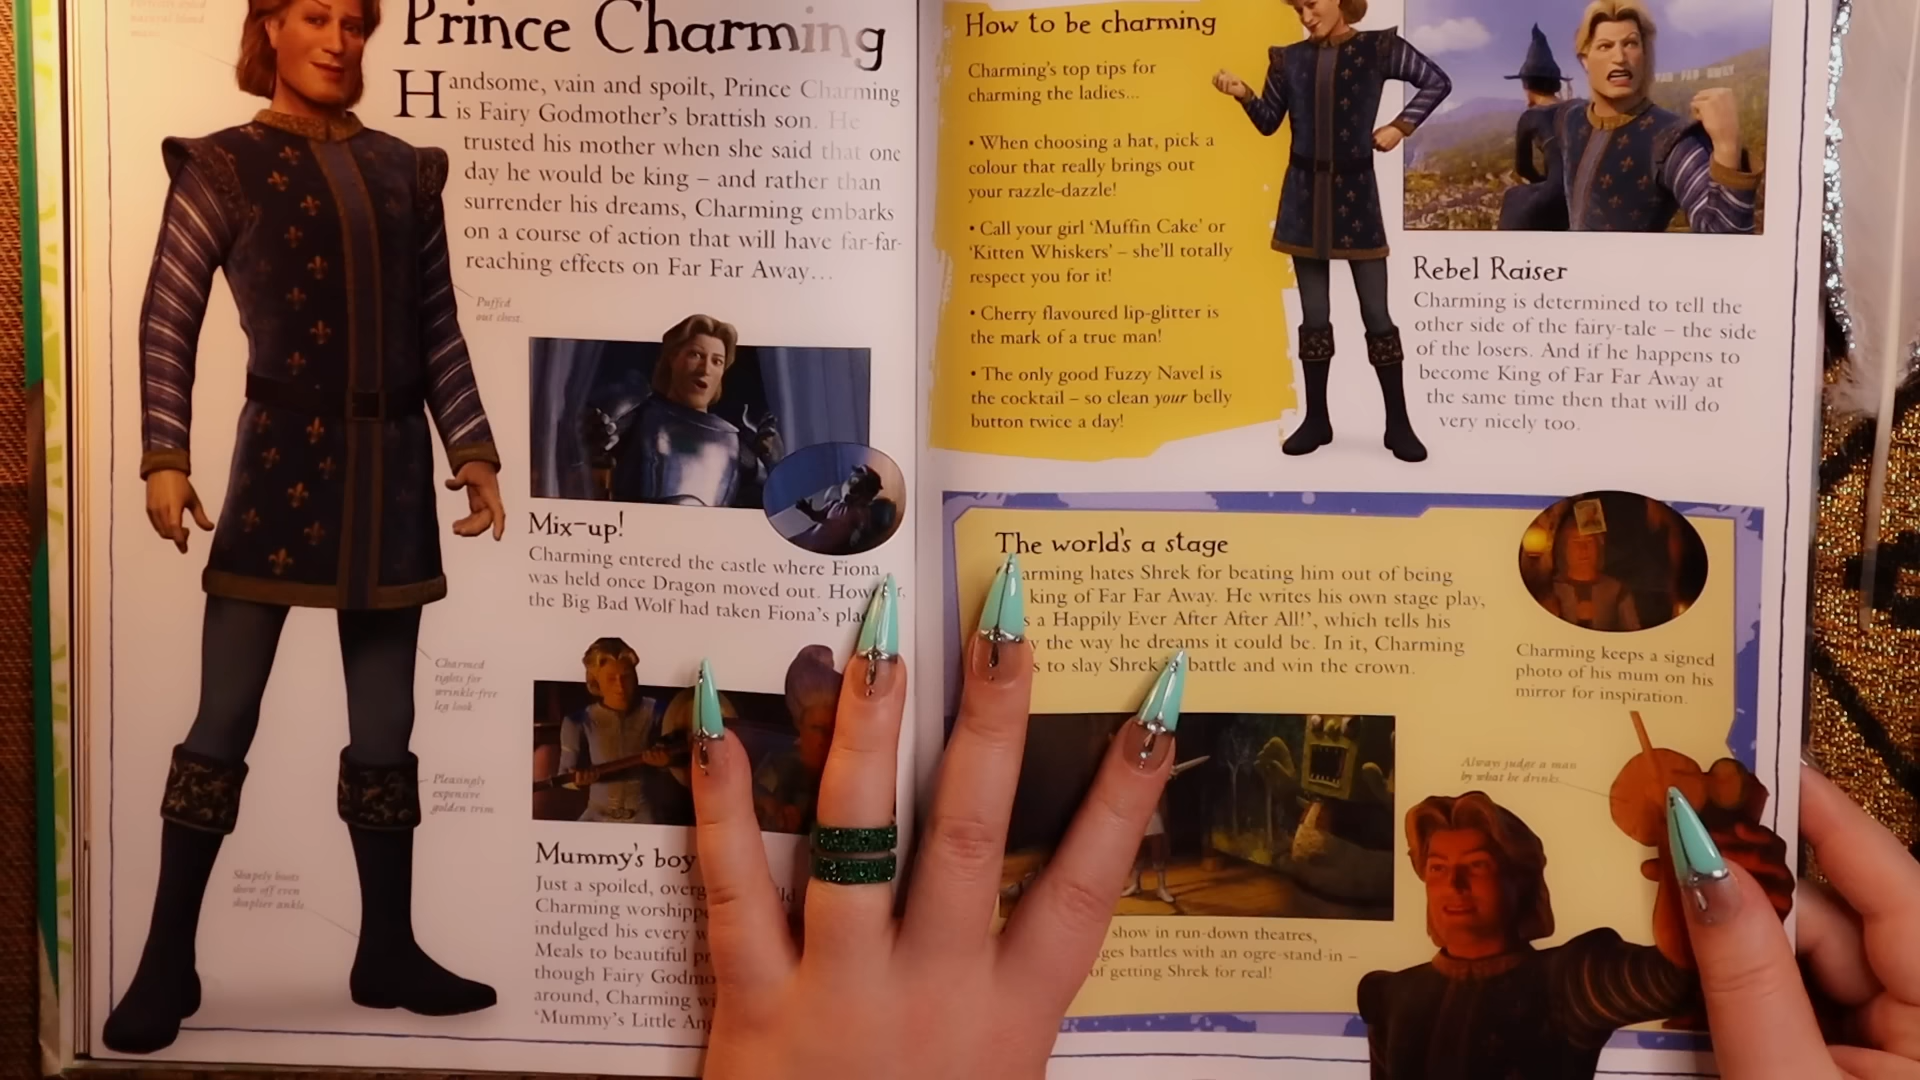 Prince Charming
Handsome, vain and spoilt, Prince Charming
is Fairy Godmother's brattish son. He
trusted his mother when she said that one
day he would be king – and rather than
surrender his dreams, Charming embarks
on a course of action that will have far-far-
reaching effects on Far Far Away...
Puffed
out chest.
Mix-up!
Charming entered the castle where Fiona
was held once Dragon moved out. However,
the Big Bad Wolf had taken Fiona's
Charmed
tights for
wrinkle-free
leg look.
Pleasingly
expensive
golden trim
Shapely boots
show off even
shaplier ankle.
Mummy's boy
Just a spoiled,
Charming
indulged his every
Meals to beautiful
though Fairy
around, Charming
'Mummy's Little
How to be charming
Charming's top tips for
charming the ladies...
• When choosing a hat, pick a
colour that really brings out
your razzle-dazzle!
• Call your girl 'Muffin Cake' or
'Kitten Whiskers' – she'll totally
respect you for it!
• Cherry flavoured lip-glitter is
the mark of a true man!
• The only good Fuzzy Navel is
the cocktail – so clean your belly
button twice a day!
FAR FAR AWAY
Rebel Raiser
Charming is determined to tell the
other side of the fairy-tale – the side
of the losers. And if he happens to
become King of Far Far Away at
the same time then that will do
very nicely too.
The world's a stage
arming hates Shrek for beating him out of being
king of Far Far Away. He writes his own stage play,
s a Happily Ever After After All!', which tells his
y the way he dreams it could be. In it, Charming
s to slay Shrek battle and win the crown.
Charming keeps a signed
photo of his mum on his
mirror for inspiration.
Always judge a man
by what he drinks.
show in run-down theatres,
ges battles with an ogre stand-in –
of getting Shrek for real!